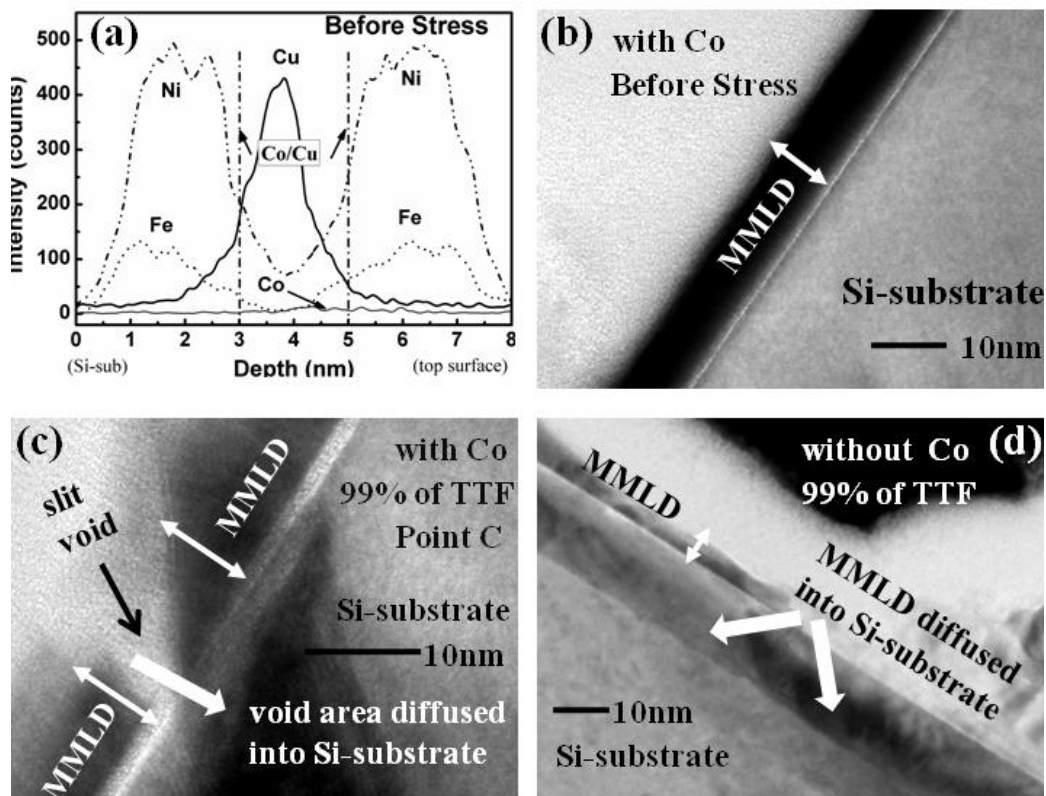 (a)
Before Stress
500
400
300
200
100
0
Intensity (counts)
Ni
Cu
Ni
Co/Cu
Fe
Fe
Co
0 1 2 3 4 5 6 7 8
(Si-sub)
Depth (nm)
(top surface)
(b)
with Co
Before Stress
MMLD
Si-substrate
10nm
(c)
with Co
99% of TTF
Point C
MMLD
slit
void
Si-substrate
10nm
MMLD
void area diffused
into Si-substrate
(d)
without Co
99% of TTF
MMLD
MMLD diffused
into Si-substrate
10nm
Si-substrate